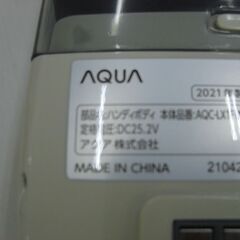 AQUA
2021年
部品名:ハンディボディ 本体品番:AQC-LX1
定格電圧:DC25.2V
アクア株式会社
MADE IN CHINA 21042